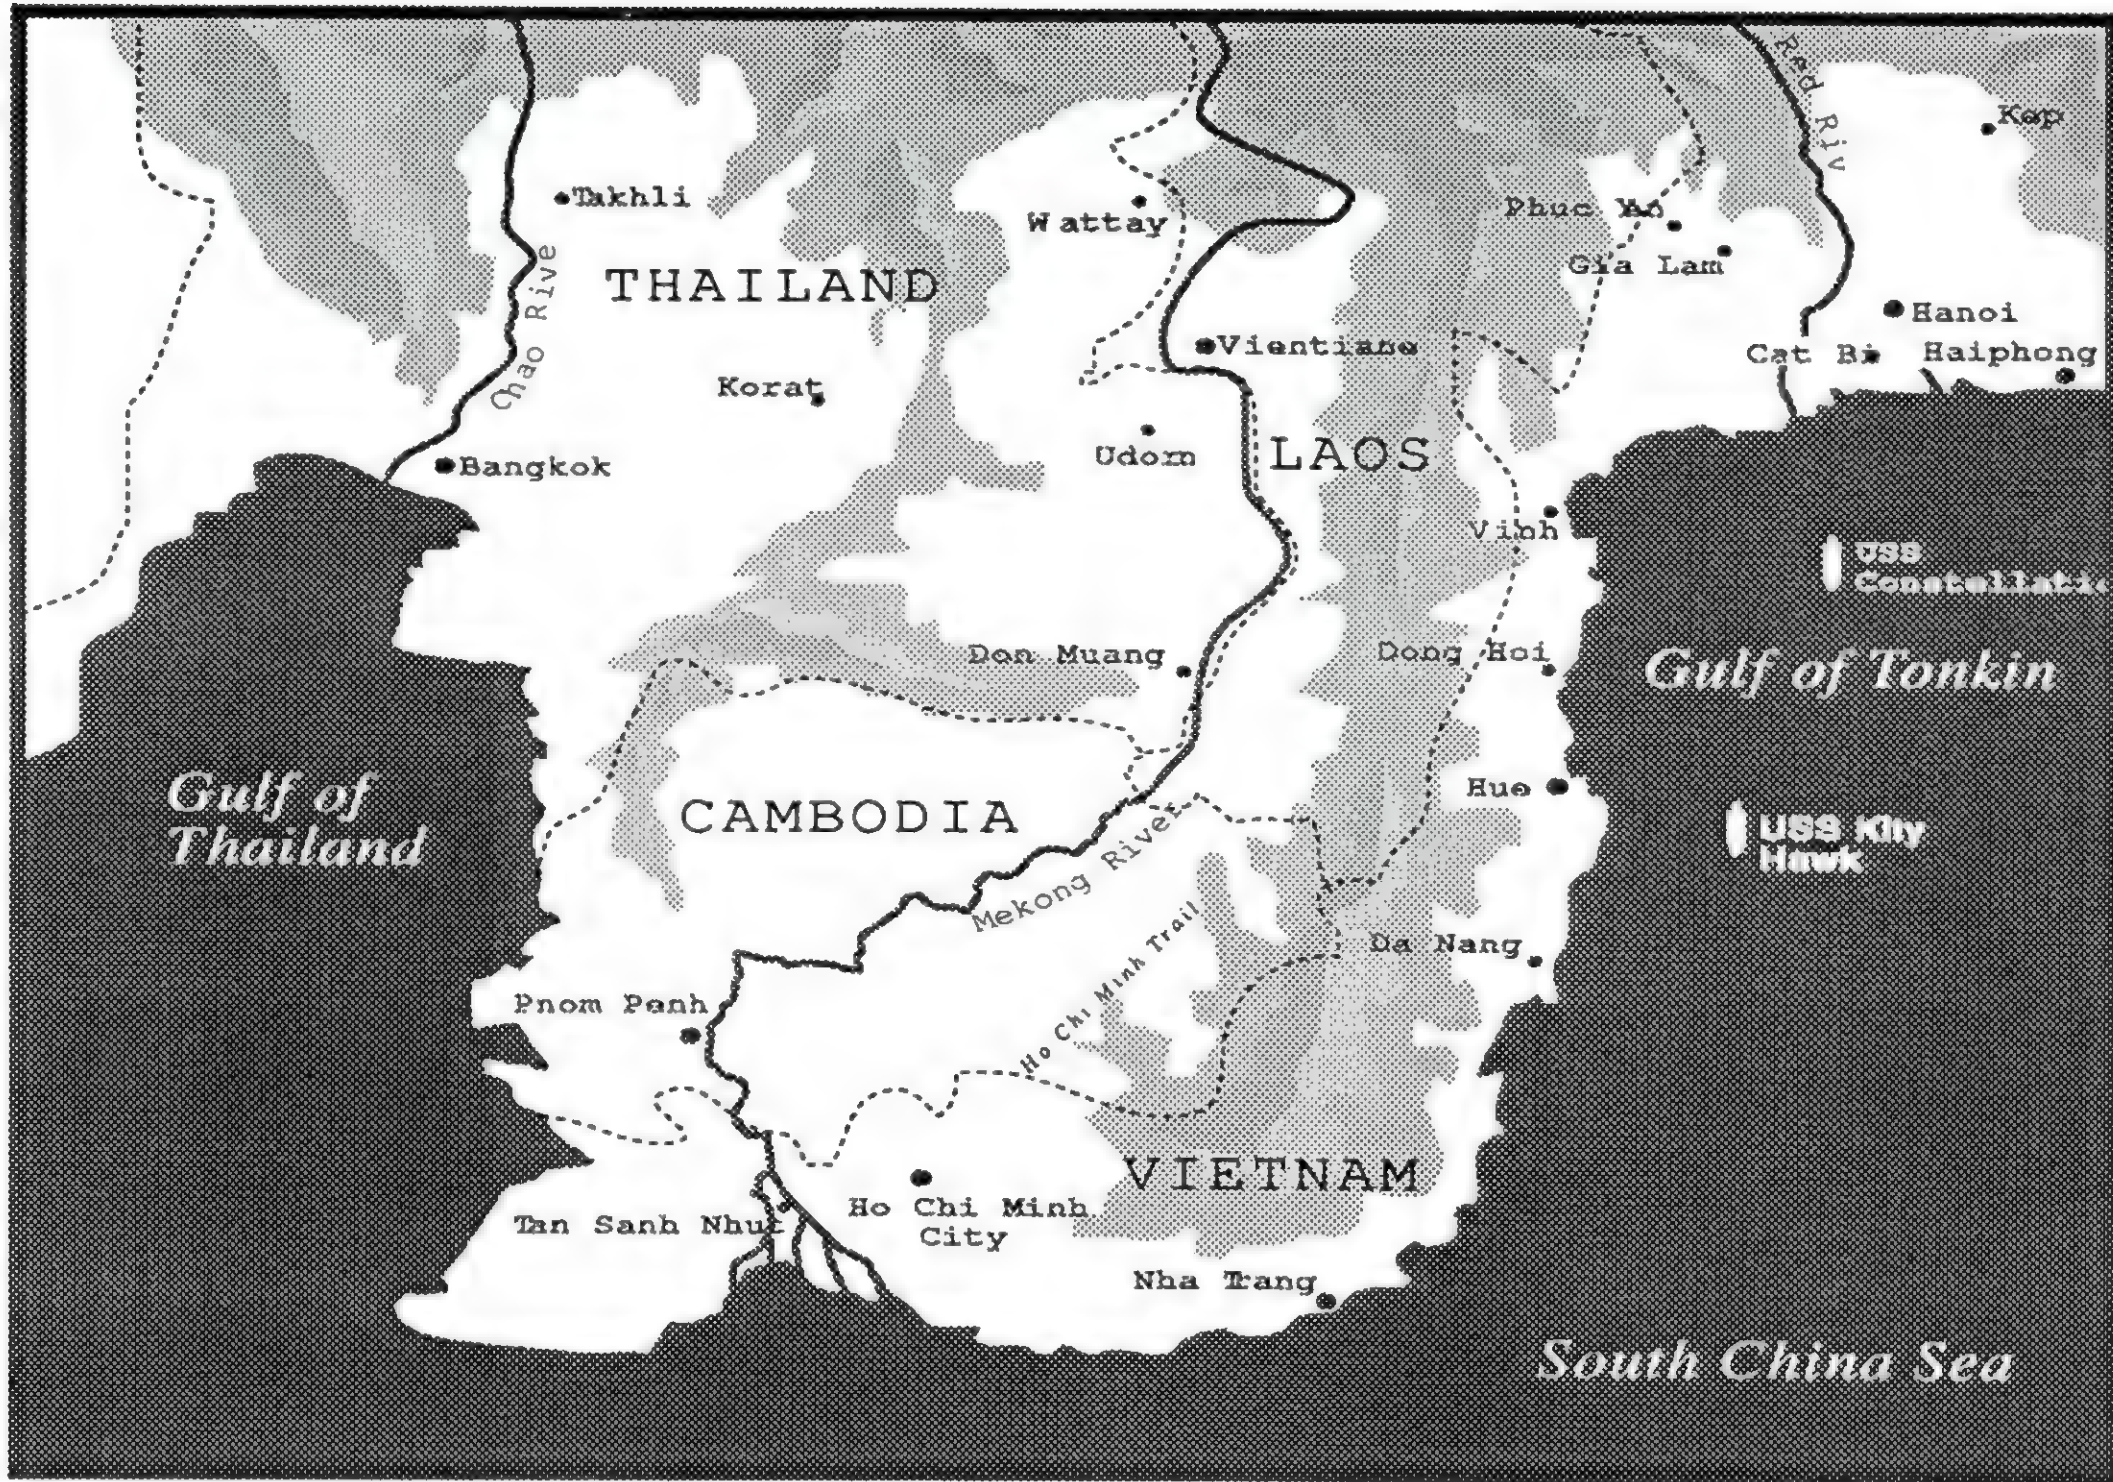 Red Riv
Kep
Takhli
Wattay
Phuc Yan
Gia Lam
THAILAND
Chao Rive
Hanoi
Vientiane
Cat Bi
Haiphong
Korat
Udorn
LAOS
Bangkok
Vinh
USS
Constellatio
Don Muang
Dong Hoi
Gulf of Tonkin
Gulf of
Thailand
CAMBODIA
Hue
USS Kitty
Hawk
Mekong River
Ho Chi Minh Trail
Da Nang
Pnom Penh
VIETNAM
Tan Sanh Nhut
Ho Chi Minh
City
Nha Trang
South China Sea